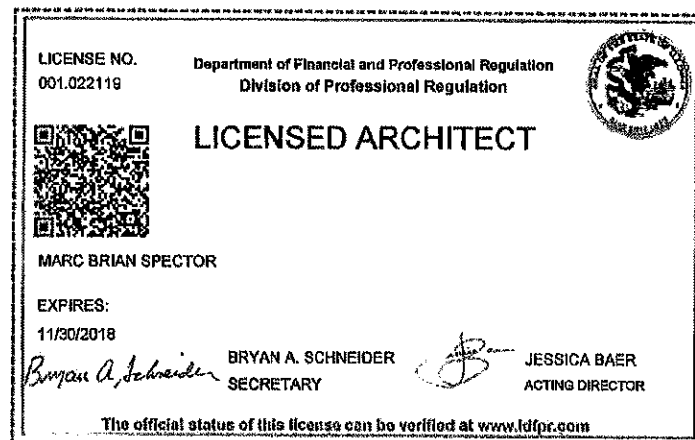 LICENSE NO.
001.022119
Department of Financial and Professional Regulation
Division of Professional Regulation
LICENSED ARCHITECT
MARC BRIAN SPECTOR
EXPIRES:
11/30/2018
Bryan A. Schneider
BRYAN A. SCHNEIDER
SECRETARY
JESSICA BAER
ACTING DIRECTOR
The official status of this license can be verified at www.idfpr.com